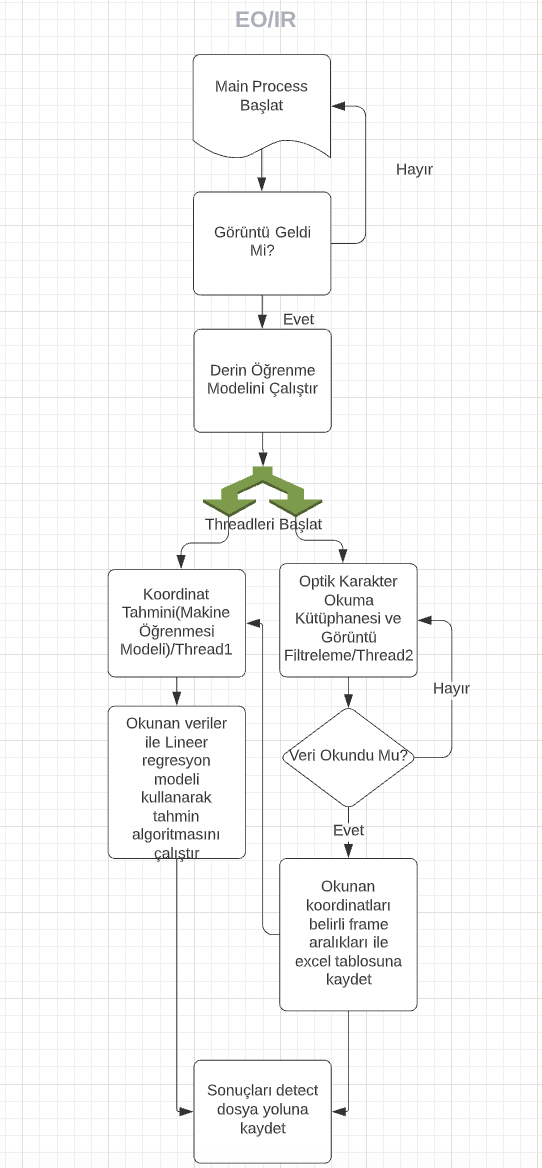 EO/IR
Main Process
Başlat
Hayır
Görüntü Geldi
Mi?
Evet
Derin Öğrenme
Modelini Çalıştır
Threadleri Başlat
Koordinat
Tahmini(Makine
Öğrenmesi
Modeli)/Thread1
Optik Karakter
Okuma
Kütüphanesi ve
Görüntü
Filtreleme/Thread2
Hayır
Okunan veriler
ile Lineer
regresyon
modeli
kullanarak
tahmin
algoritmasını
çalıştır
Veri Okundu Mu?
Evet
Okunan
koordinatları
belirli frame
aralıkları ile
excel tablosuna
kaydet
Sonuçları detect
dosya yoluna
kaydet